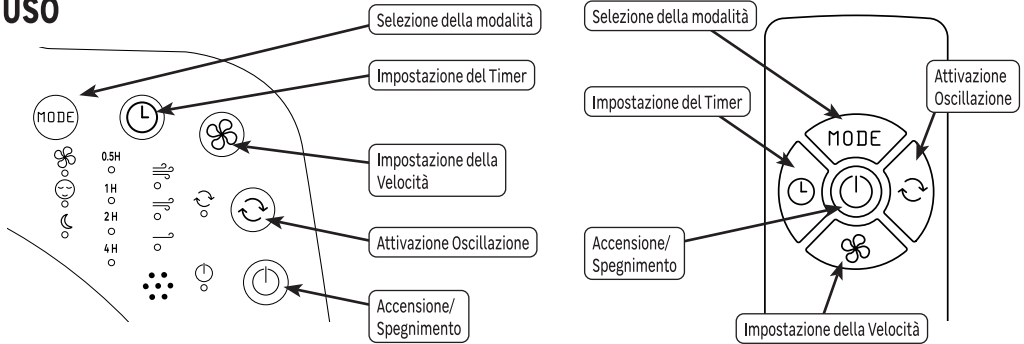 USO
Selezione della modalità
Impostazione del Timer
Impostazione della
Velocità
Attivazione Oscillazione
Accensione/
Spegnimento
MODE
0.5H
1H
2H
4H
Selezione della modalità
Impostazione del Timer
Attivazione
Oscillazione
MODE
Accensione/
Spegnimento
Impostazione della Velocità